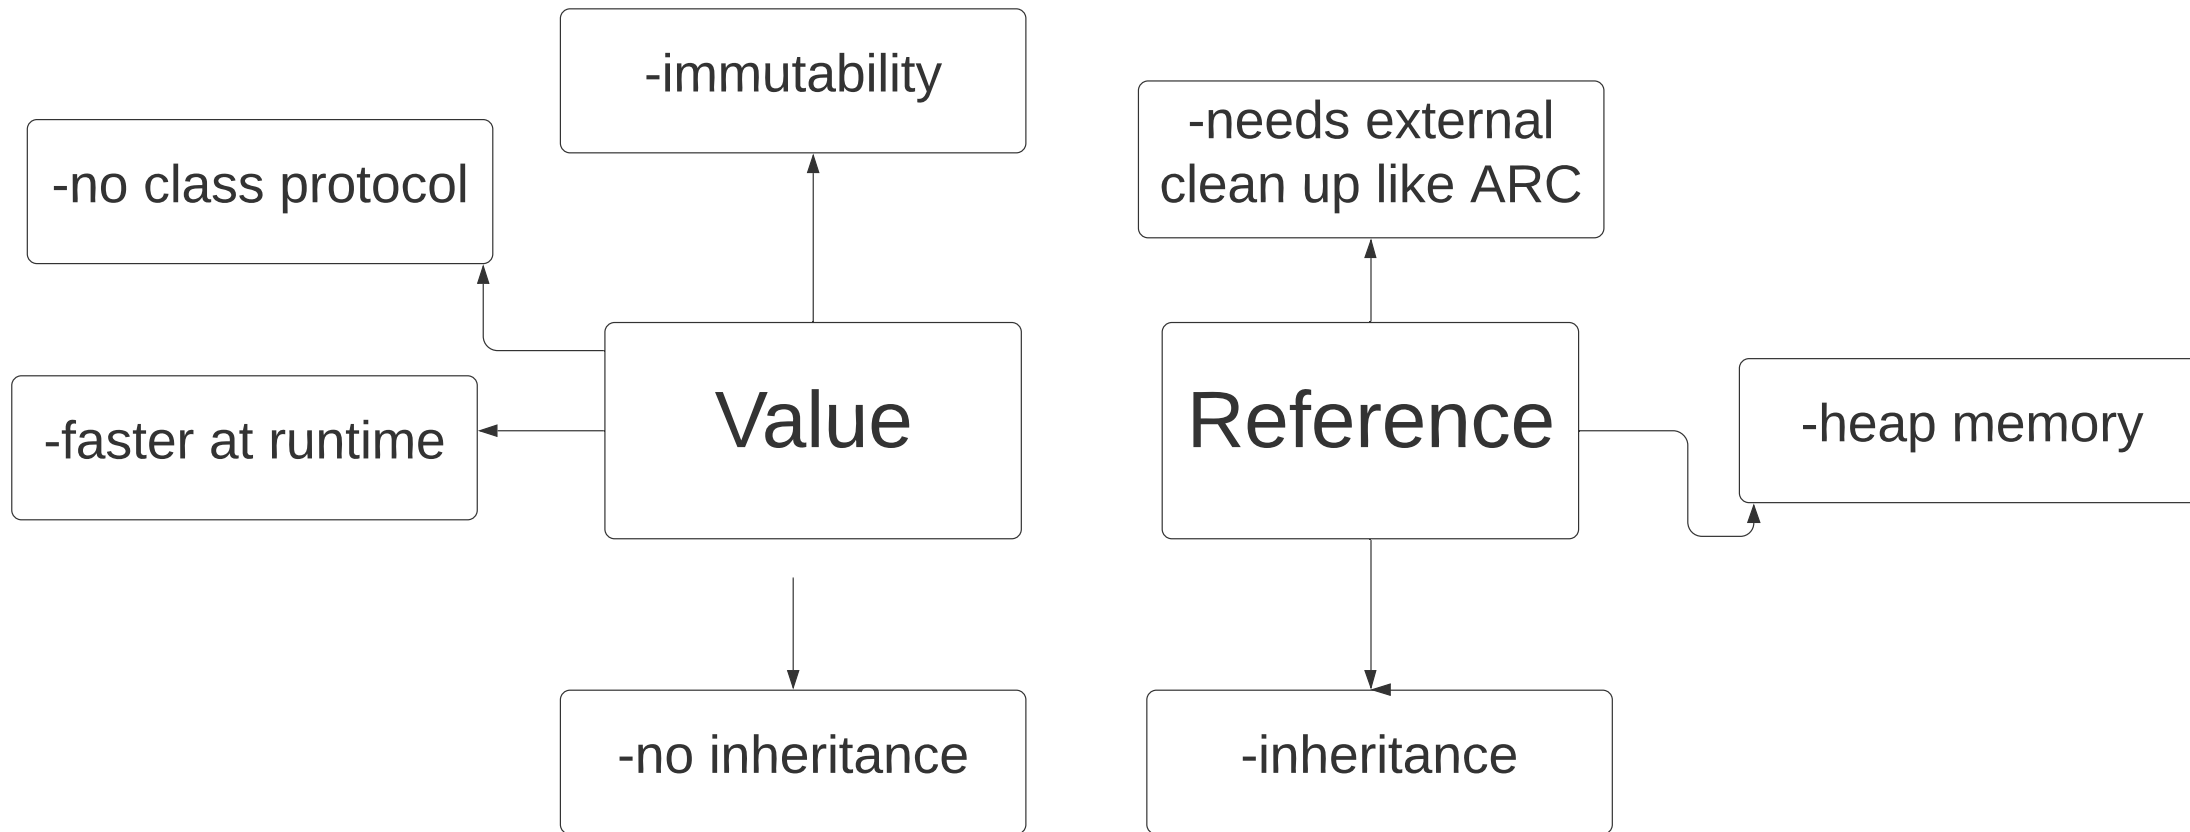 -immutability
-needs external
clean up like ARC
-no class protocol
Value
Reference
-heap memory
-faster at runtime
-no inheritance
-inheritance